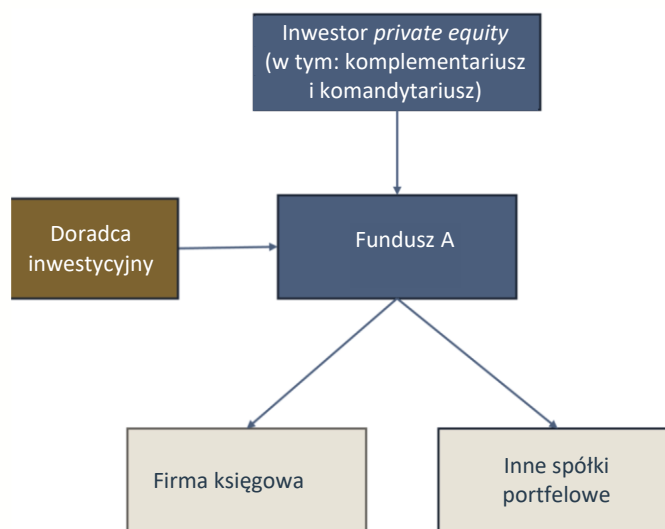 Inwestor private equity
(w tym: komplementariusz
i komandytariusz)
Doradca
inwestycyjny
Fundusz A
Firma księgowa
Inne spółki
portfelowe